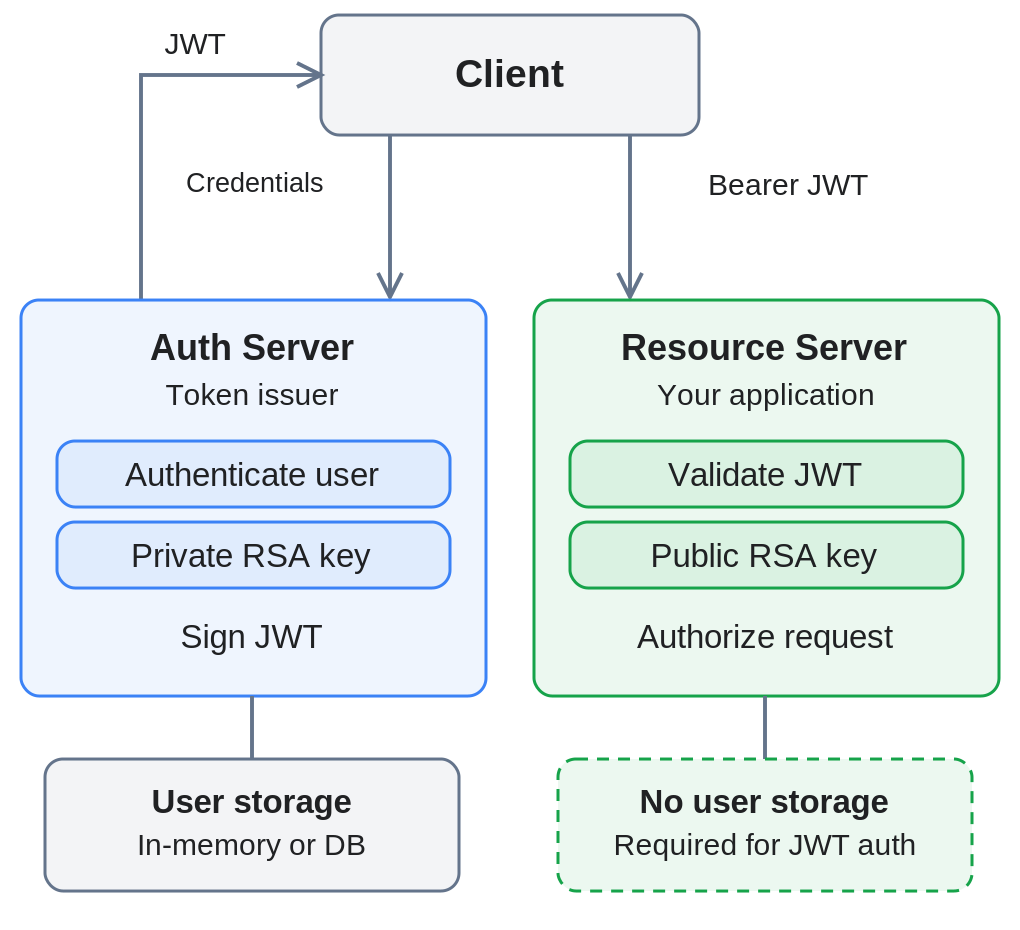 JWT
Client
Credentials
Bearer JWT
Auth Server
Token issuer
Authenticate user
Private RSA key
Sign JWT
Resource Server
Your application
Validate JWT
Public RSA key
Authorize request
User storage
In-memory or DB
No user storage
Required for JWT auth